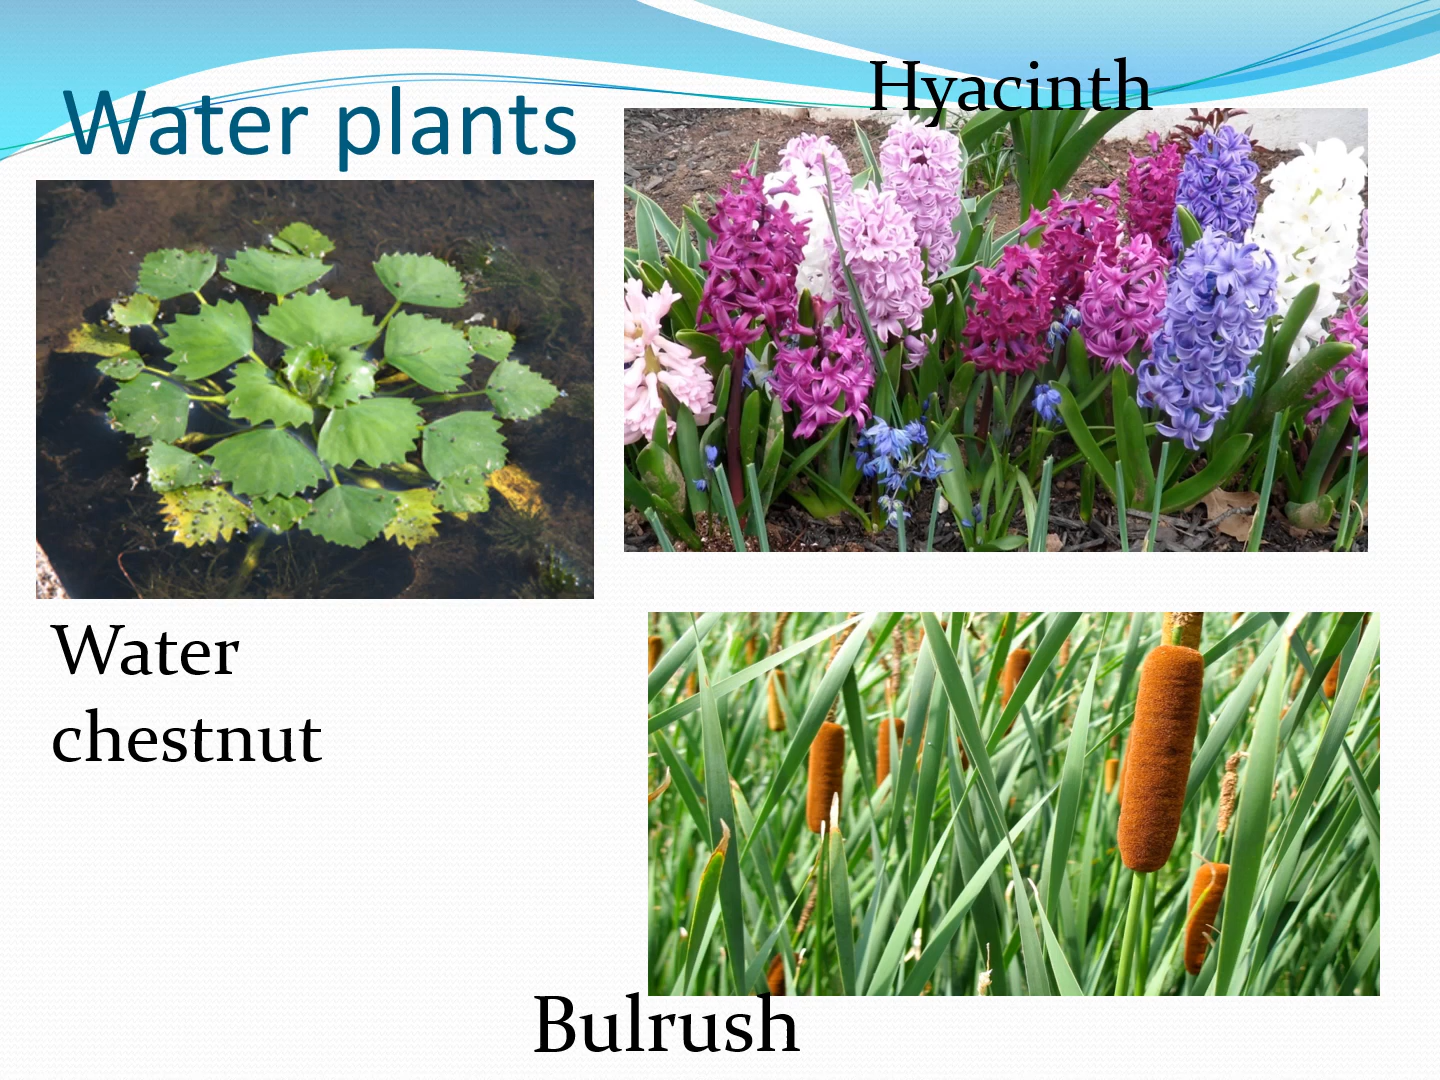 Water plants
Hyacinth
Water
chestnut
Bulrush